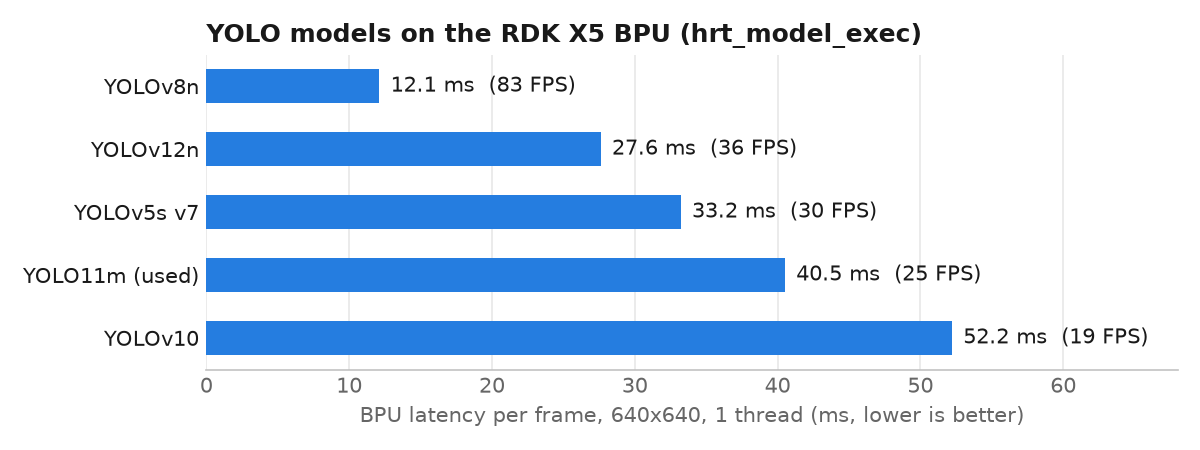 YOLO models on the RDK X5 BPU (hrt_model_exec)
YOLOv8n 12.1 ms (83 FPS)
YOLOv12n 27.6 ms (36 FPS)
YOLOv5s v7 33.2 ms (30 FPS)
YOLO11m (used) 40.5 ms (25 FPS)
YOLOv10 52.2 ms (19 FPS)
0 10 20 30 40 50 60
BPU latency per frame, 640x640, 1 thread (ms, lower is better)